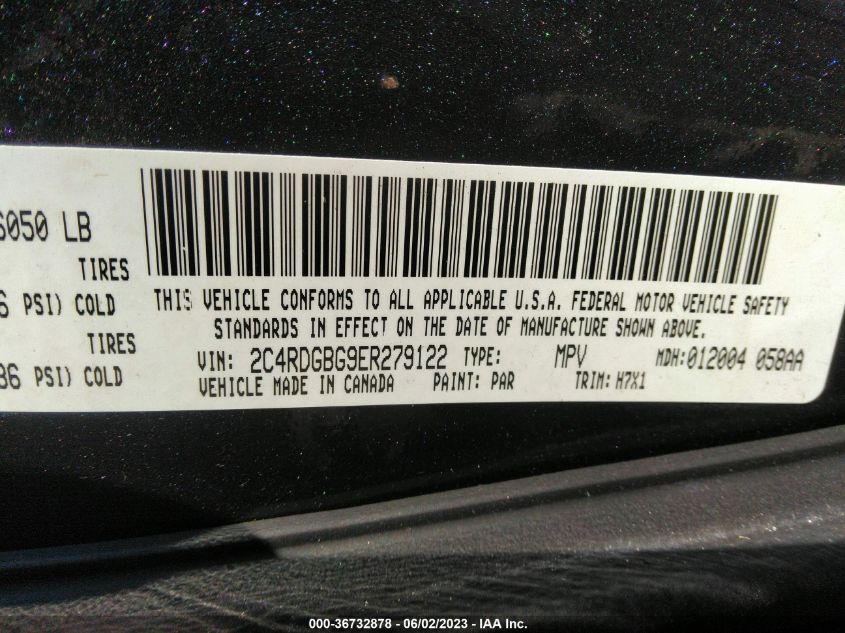 6050 LB
TIRES
6 PSI) COLD
TIRES
36 PSI) COLD
THIS VEHICLE CONFORMS TO ALL APPLICABLE U.S.A. FEDERAL MOTOR VEHICLE SAFETY
STANDARDS IN EFFECT ON THE DATE OF MANUFACTURE SHOWN ABOVE.
VIN: 2C4RDGBG9ER279122 TYPE: MPV MDH:012004 058AA
VEHICLE MADE IN CANADA PAINT: PAR TRIM: H7X1
000-36732878 - 06/02/2023 - IAA Inc.